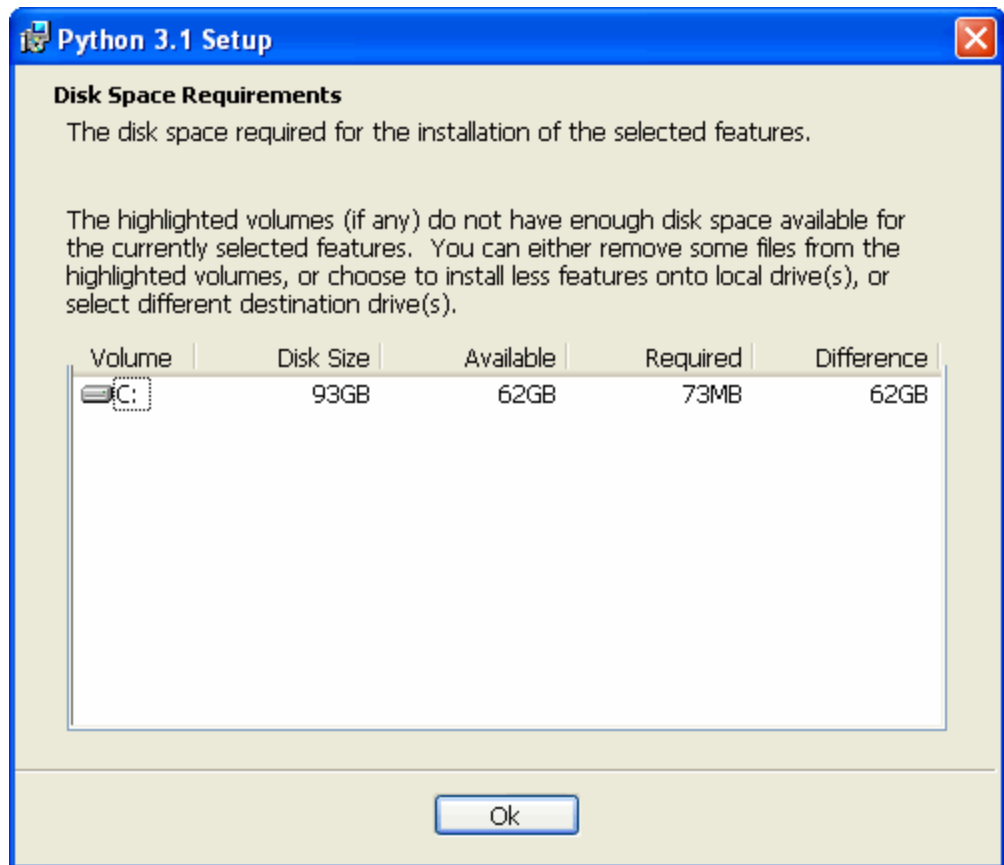 Python 3.1 Setup
Disk Space Requirements
The disk space required for the installation of the selected features.
The highlighted volumes (if any) do not have enough disk space available for
the currently selected features.  You can either remove some files from the
highlighted volumes, or choose to install less features onto local drive(s), or
select different destination drive(s).
Volume Disk Size Available Required Difference
C: 93GB 62GB 73MB 62GB
Ok